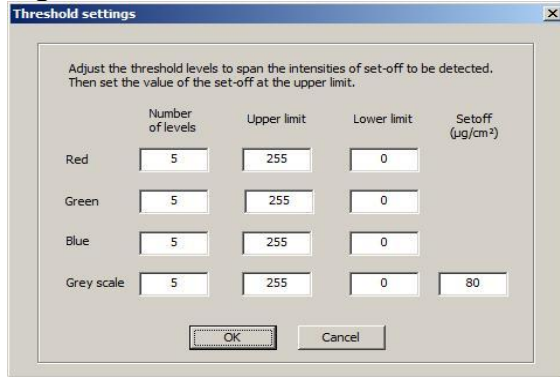 Threshold settings
Adjust the threshold levels to span the intensities of set-off to be detected.
Then set the value of the set-off at the upper limit.
Number of levels Upper limit Lower limit Setoff (µg/cm²)
Red 5 255 0
Green 5 255 0
Blue 5 255 0
Grey scale 5 255 0 80
OK Cancel